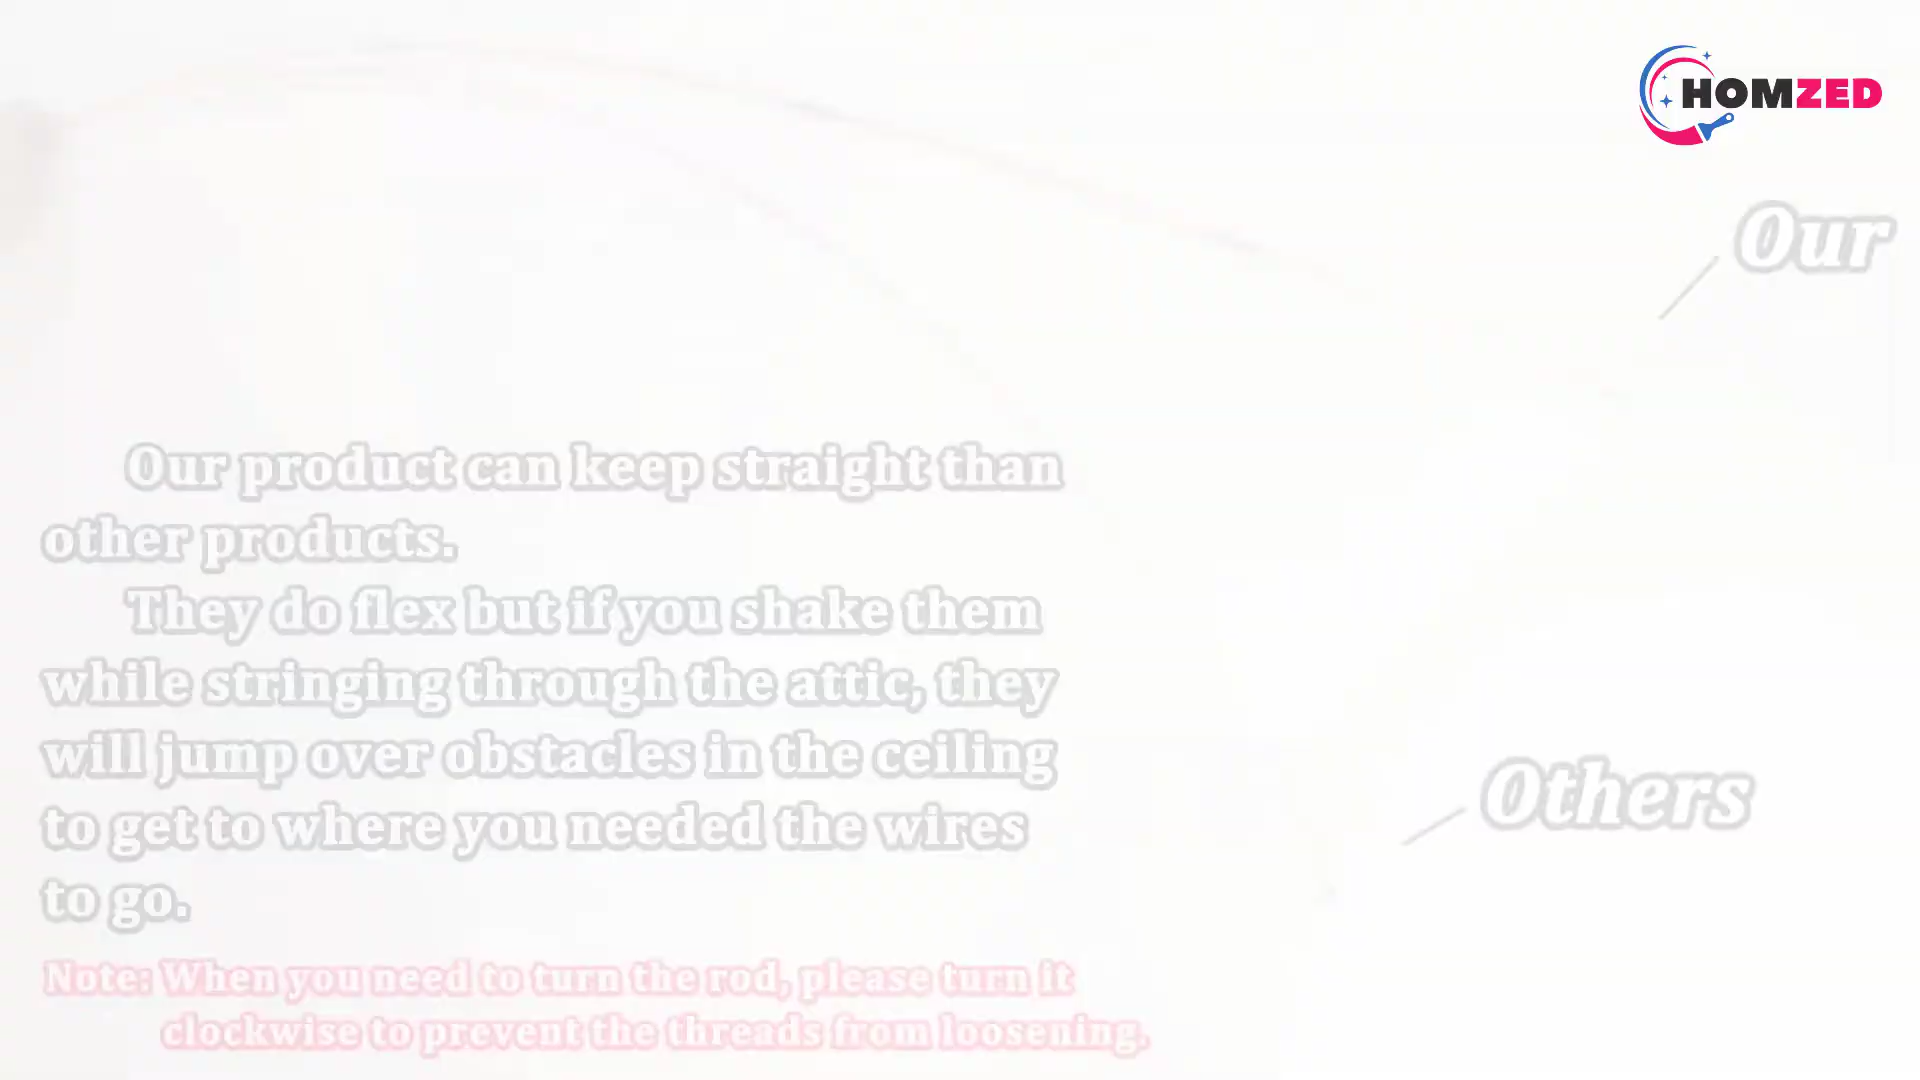 HOMZED
Our
Our product can keep straight than
other products.
They do flex but if you shake them
while stringing through the attic, they
will jump over obstacles in the ceiling
to get to where you needed the wires
to go.
Others
Note: When you need to turn the rod, please turn it
clockwise to prevent the threads from loosening.